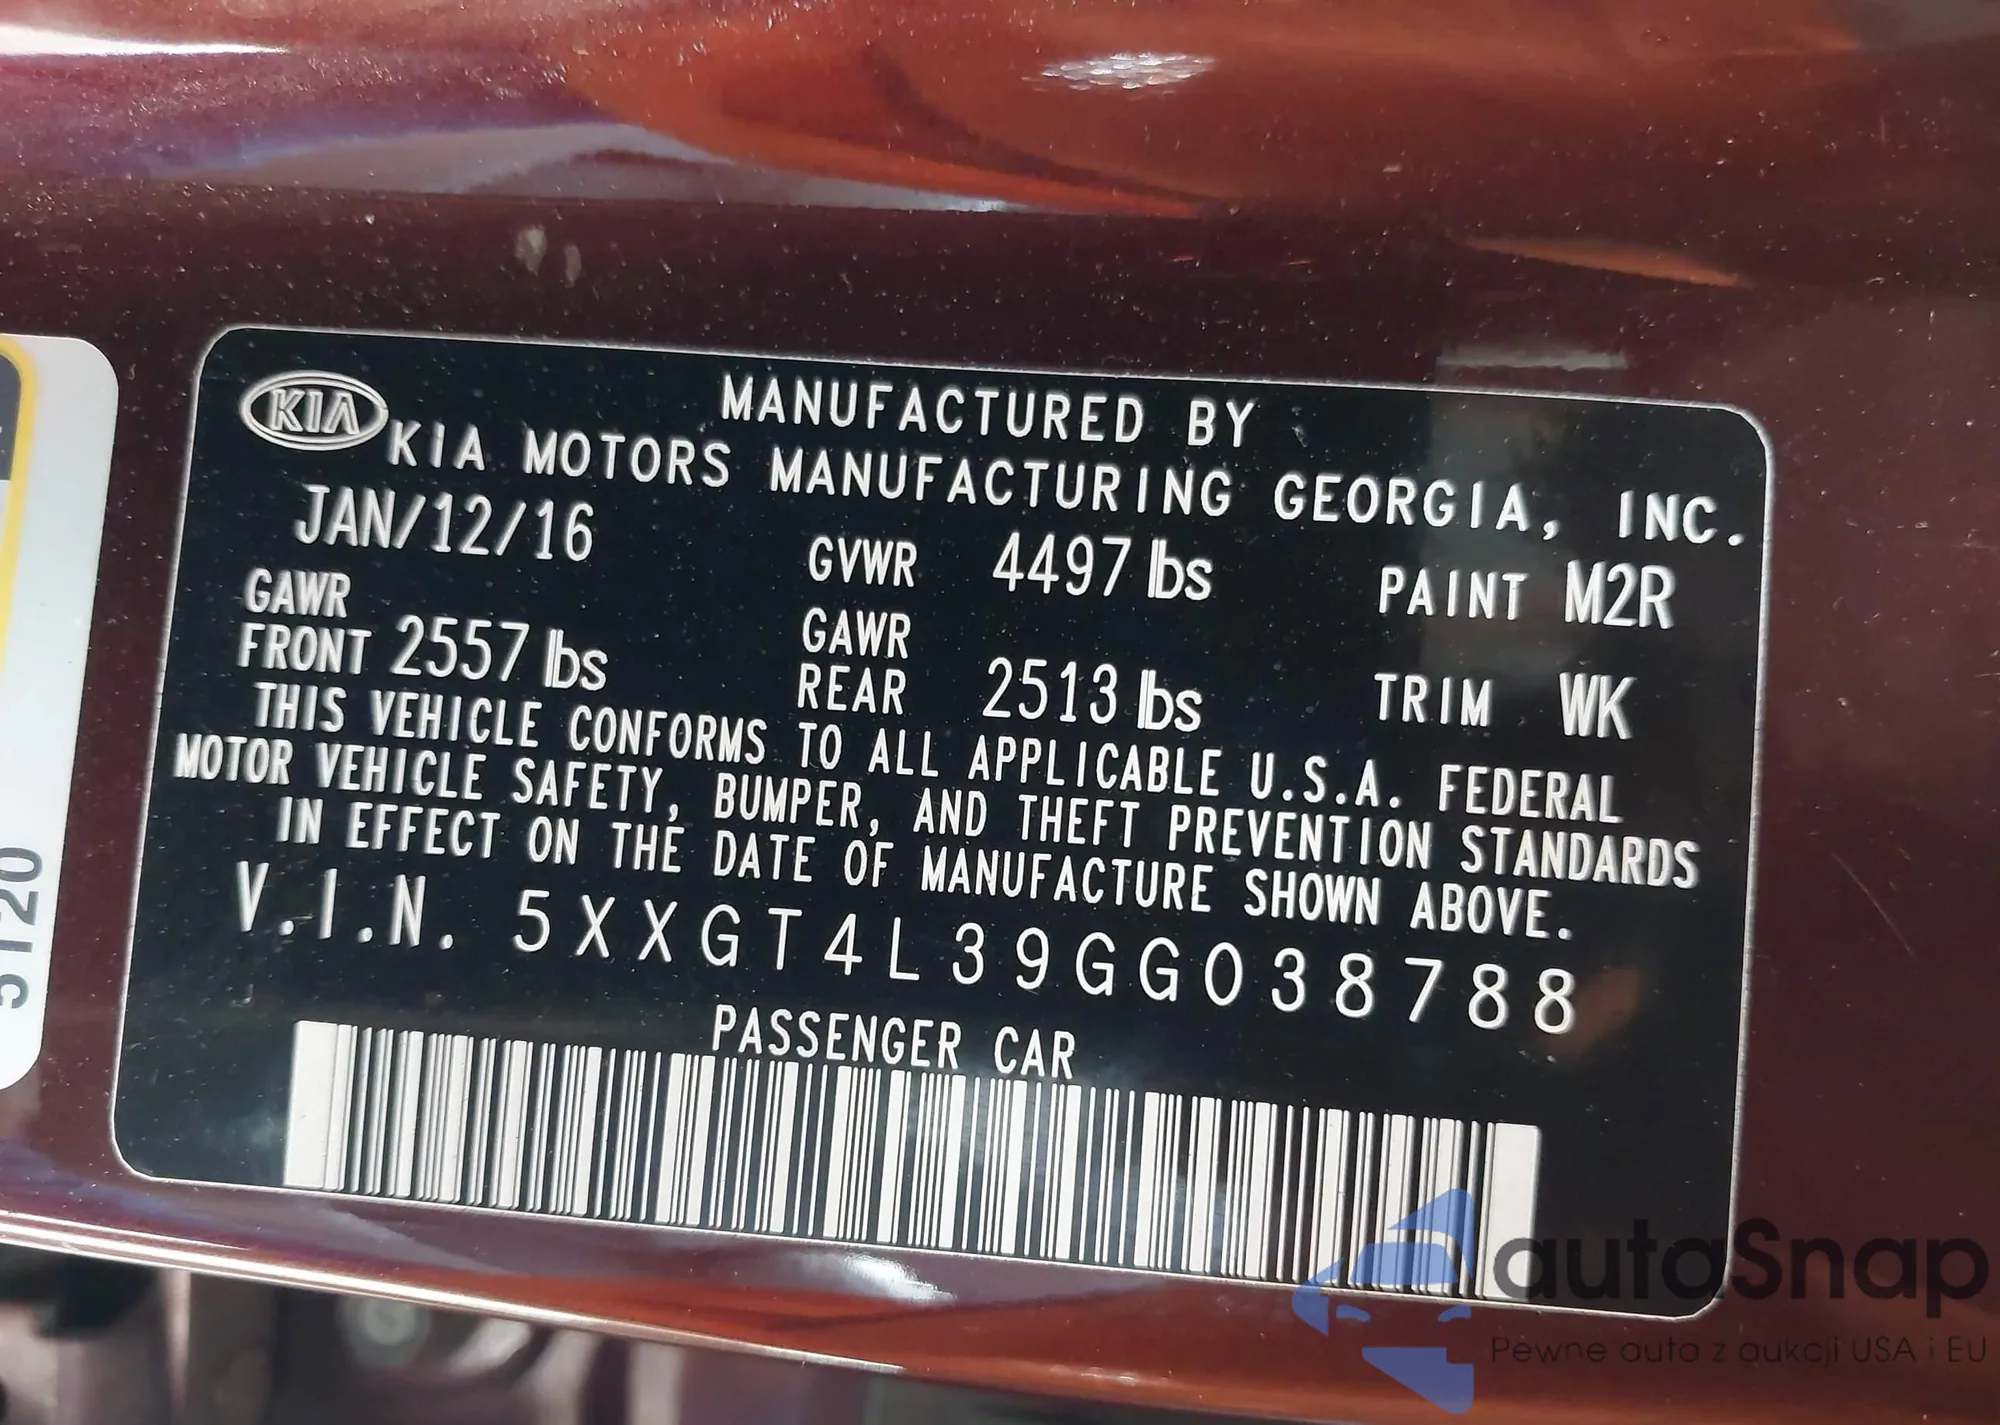 KIA
MANUFACTURED BY
KIA MOTORS MANUFACTURING GEORGIA, INC.
JAN/12/16 GVWR 4497 lbs PAINT M2R
GAWR FRONT 2557 lbs GAWR REAR 2513 lbs TRIM WK
THIS VEHICLE CONFORMS TO ALL APPLICABLE U.S.A. FEDERAL
MOTOR VEHICLE SAFETY, BUMPER, AND THEFT PREVENTION STANDARDS
IN EFFECT ON THE DATE OF MANUFACTURE SHOWN ABOVE.
V.I.N. 5XXGT4L39GG038788
PASSENGER CAR
5120
autaSnap
Pewne auta z aukcji USA i EU